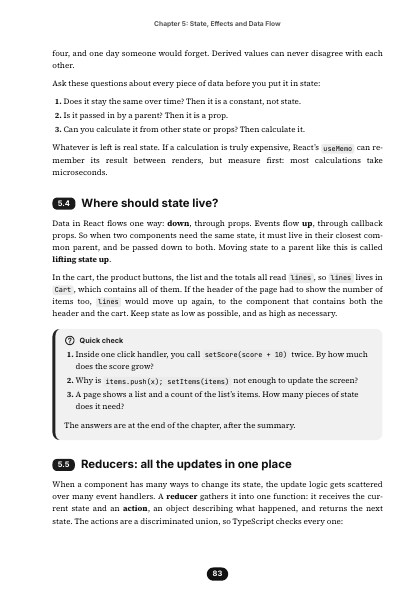 Chapter 5: State, Effects and Data Flow
four, and one day someone would forget. Derived values can never disagree with each
other.
Ask these questions about every piece of data before you put it in state:
1. Does it stay the same over time? Then it is a constant, not state.
2. Is it passed in by a parent? Then it is a prop.
3. Can you calculate it from other state or props? Then calculate it.
Whatever is left is real state. If a calculation is truly expensive, React's useMemo can re-
member its result between renders, but measure first: most calculations take
microseconds.
5.4 Where should state live?
Data in React flows one way: down, through props. Events flow up, through callback
props. So when two components need the same state, it must live in their closest com-
mon parent, and be passed down to both. Moving state to a parent like this is called
lifting state up.
In the cart, the product buttons, the list and the totals all read lines, so lines lives in
Cart, which contains all of them. If the header of the page had to show the number of
items too, lines would move up again, to the component that contains both the
header and the cart. Keep state as low as possible, and as high as necessary.
? Quick check
1. Inside one click handler, you call setScore(score + 10) twice. By how much
does the score grow?
2. Why is items.push(x); setItems(items) not enough to update the screen?
3. A page shows a list and a count of the list's items. How many pieces of state
does it need?
The answers are at the end of the chapter, after the summary.
5.5 Reducers: all the updates in one place
When a component has many ways to change its state, the update logic gets scattered
over many event handlers. A reducer gathers it into one function: it receives the cur-
rent state and an action, an object describing what happened, and returns the next
state. The actions are a discriminated union, so TypeScript checks every one:
83